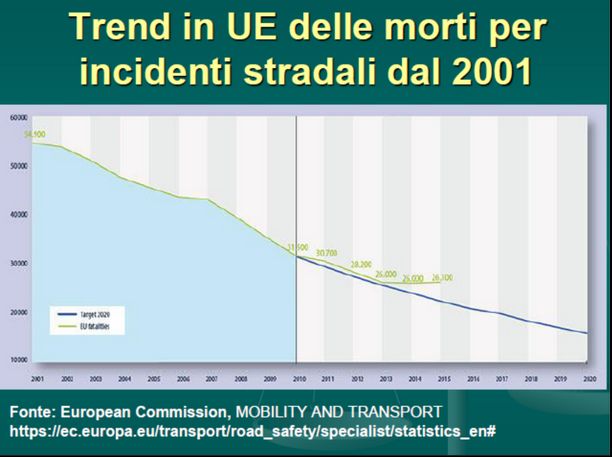 Trend in UE delle morti per
incidenti stradali dal 2001
60000
54.900
50000
40000
31.500
30.700
30000
28.200
26.000
26.000
26.300
20000
Target 2020
EU fatalities
10000
2001 2002 2003 2004 2005 2006 2007 2008 2009 2010 2011 2012 2013 2014 2015 2016 2017 2018 2019 2020
Fonte: European Commission, MOBILITY AND TRANSPORT
https://ec.europa.eu/transport/road_safety/specialist/statistics_en#